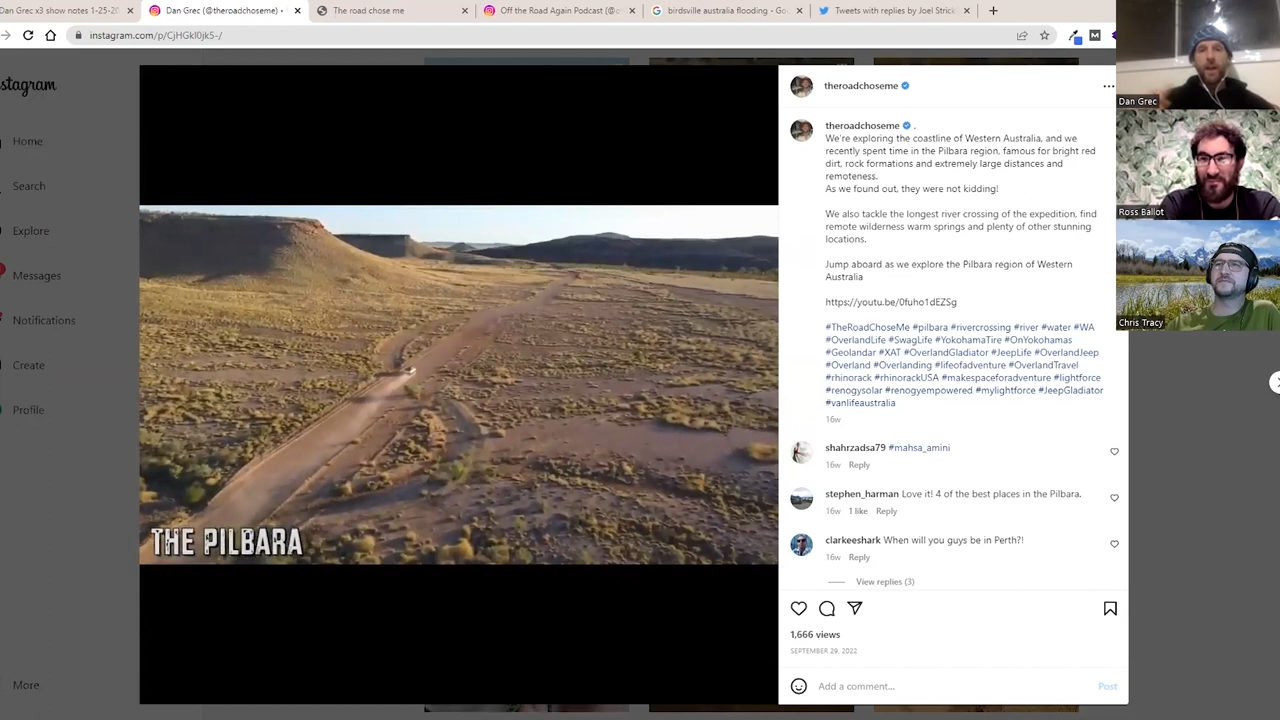 Dan Grec x3 show notes 1-25-20
Dan Grec (@theroadchoseme) •
The road chose me
Off the Road Again Podcast (@o
birdsville australia flooding - Goo
Tweets with replies by Joel Strick
instagram.com/p/CjHGkI0jk5-/
stagram
Home
Search
Explore
Messages
Notifications
Create
Profile
More
THE PILBARA
theroadchoseme
theroadchoseme .
We're exploring the coastline of Western Australia, and we
recently spent time in the Pilbara region, famous for bright red
dirt, rock formations and extremely large distances and
remoteness.
As we found out, they were not kidding!
We also tackle the longest river crossing of the expedition, find
remote wilderness warm springs and plenty of other stunning
locations.
Jump aboard as we explore the Pilbara region of Western
Australia
https://youtu.be/0fuho1dEZSg
#TheRoadChoseMe #pilbara #rivercrossing #river #water #WA
#OverlandLife #SwagLife #YokohamaTire #OnYokohamas
#Geolandar #XAT #OverlandGladiator #JeepLife #OverlandJeep
#Overland #Overlanding #lifeofadventure #OverlandTravel
#rhinorack #rhinorackUSA #makespaceforadventure #lightforce
#renogysolar #renogyempowered #mylightforce #JeepGladiator
#vanlifeaustralia
16w
shahrzadsa79 #mahsa_amini
16w Reply
stephen_harman Love it! 4 of the best places in the Pilbara.
16w 1 like Reply
clarkeeshark When will you guys be in Perth?!
16w Reply
View replies (3)
1,666 views
SEPTEMBER 29, 2022
Add a comment...
Post
Dan Grec
Ross Ballot
Chris Tracy